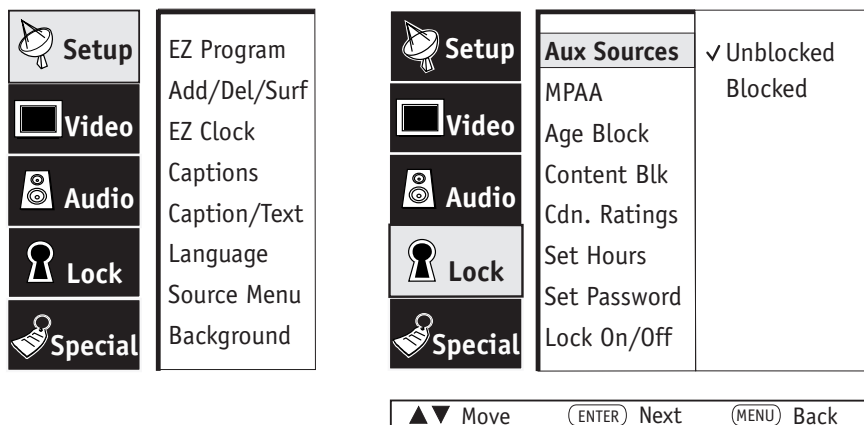 Setup
Video
Audio
Lock
Special
EZ Program
Add/Del/Surf
EZ Clock
Captions
Caption/Text
Language
Source Menu
Background
Setup
Video
Audio
Lock
Special
Aux Sources
MPAA
Age Block
Content Blk
Cdn. Ratings
Set Hours
Set Password
Lock On/Off
✓ Unblocked
Blocked
▲▼ Move ENTER Next MENU Back